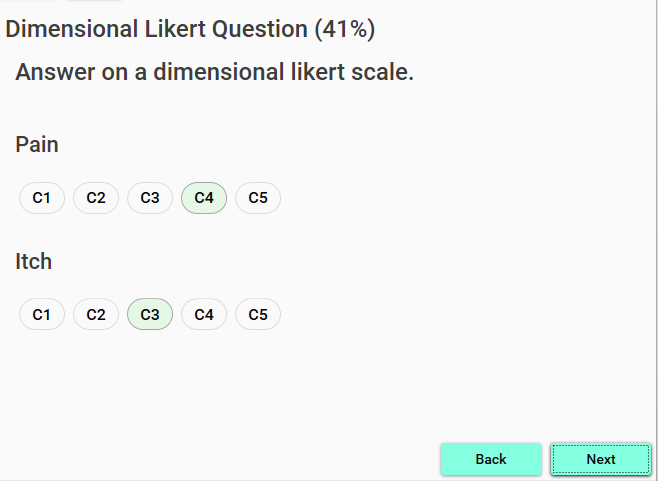 Dimensional Likert Question (41%)
Answer on a dimensional likert scale.
Pain
C1 C2 C3 C4 C5
Itch
C1 C2 C3 C4 C5
Back Next